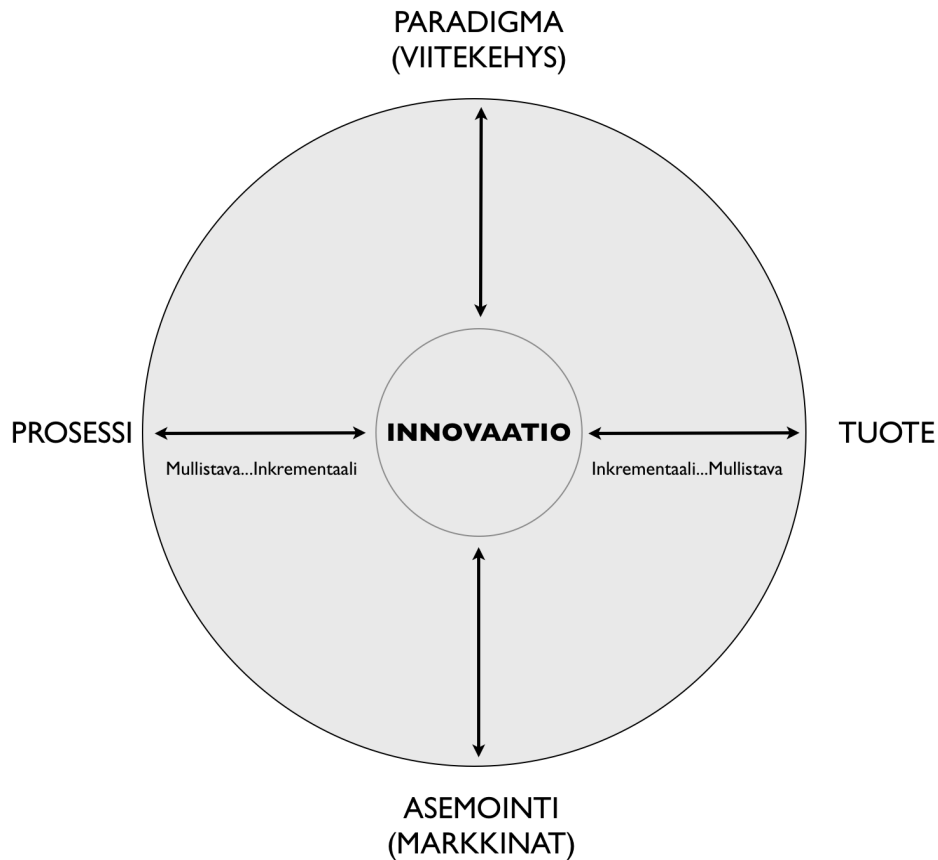 PARADIGMA
(VIITEKEHYS)
PROSESSI
INNOVAATIO
TUOTE
Mullistava...Inkrementaali
Inkrementaali...Mullistava
ASEMOINTI
(MARKKINAT)